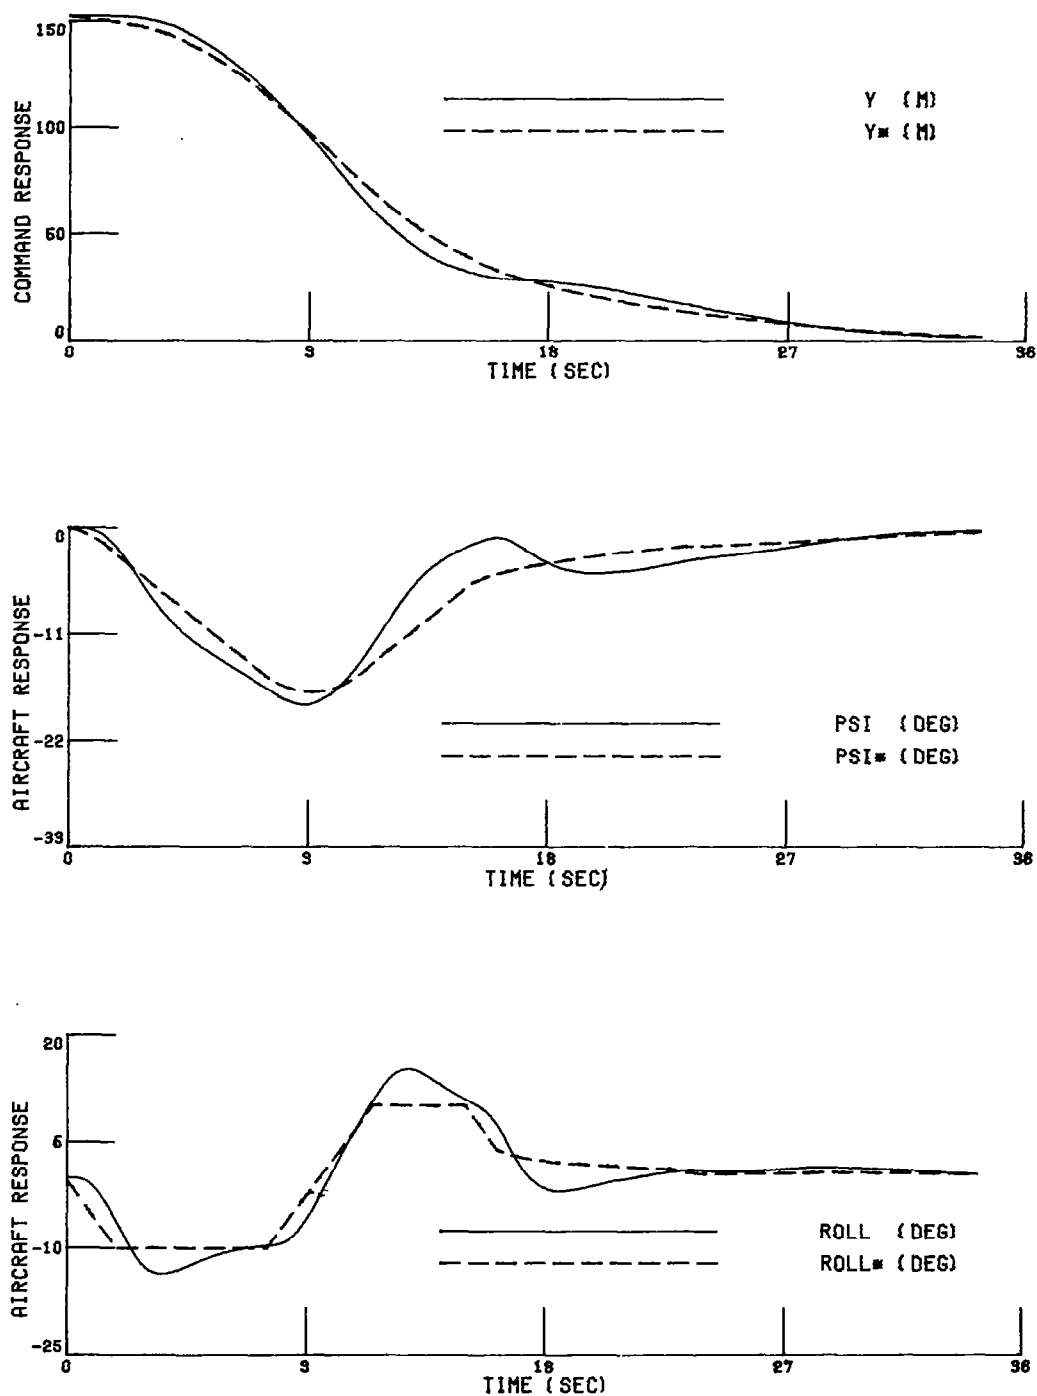 150
100
50
0
COMMAND RESPONSE
Y (M)
Y* (M)
0 9 18 27 36
TIME (SEC)
0
-11
-22
-33
AIRCRAFT RESPONSE
PSI (DEG)
PSI* (DEG)
0 9 18 27 36
TIME (SEC)
20
5
-10
-25
AIRCRAFT RESPONSE
ROLL (DEG)
ROLL* (DEG)
0 9 18 27 36
TIME (SEC)